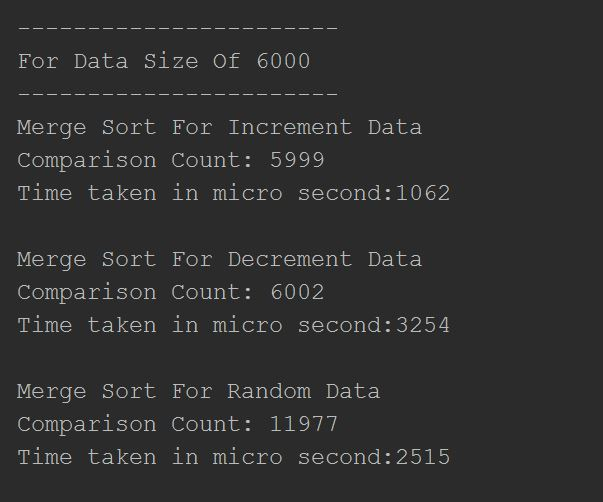 -----------------------
For Data Size Of 6000
-----------------------
Merge Sort For Increment Data
Comparison Count: 5999
Time taken in micro second:1062
Merge Sort For Decrement Data
Comparison Count: 6002
Time taken in micro second:3254
Merge Sort For Random Data
Comparison Count: 11977
Time taken in micro second:2515